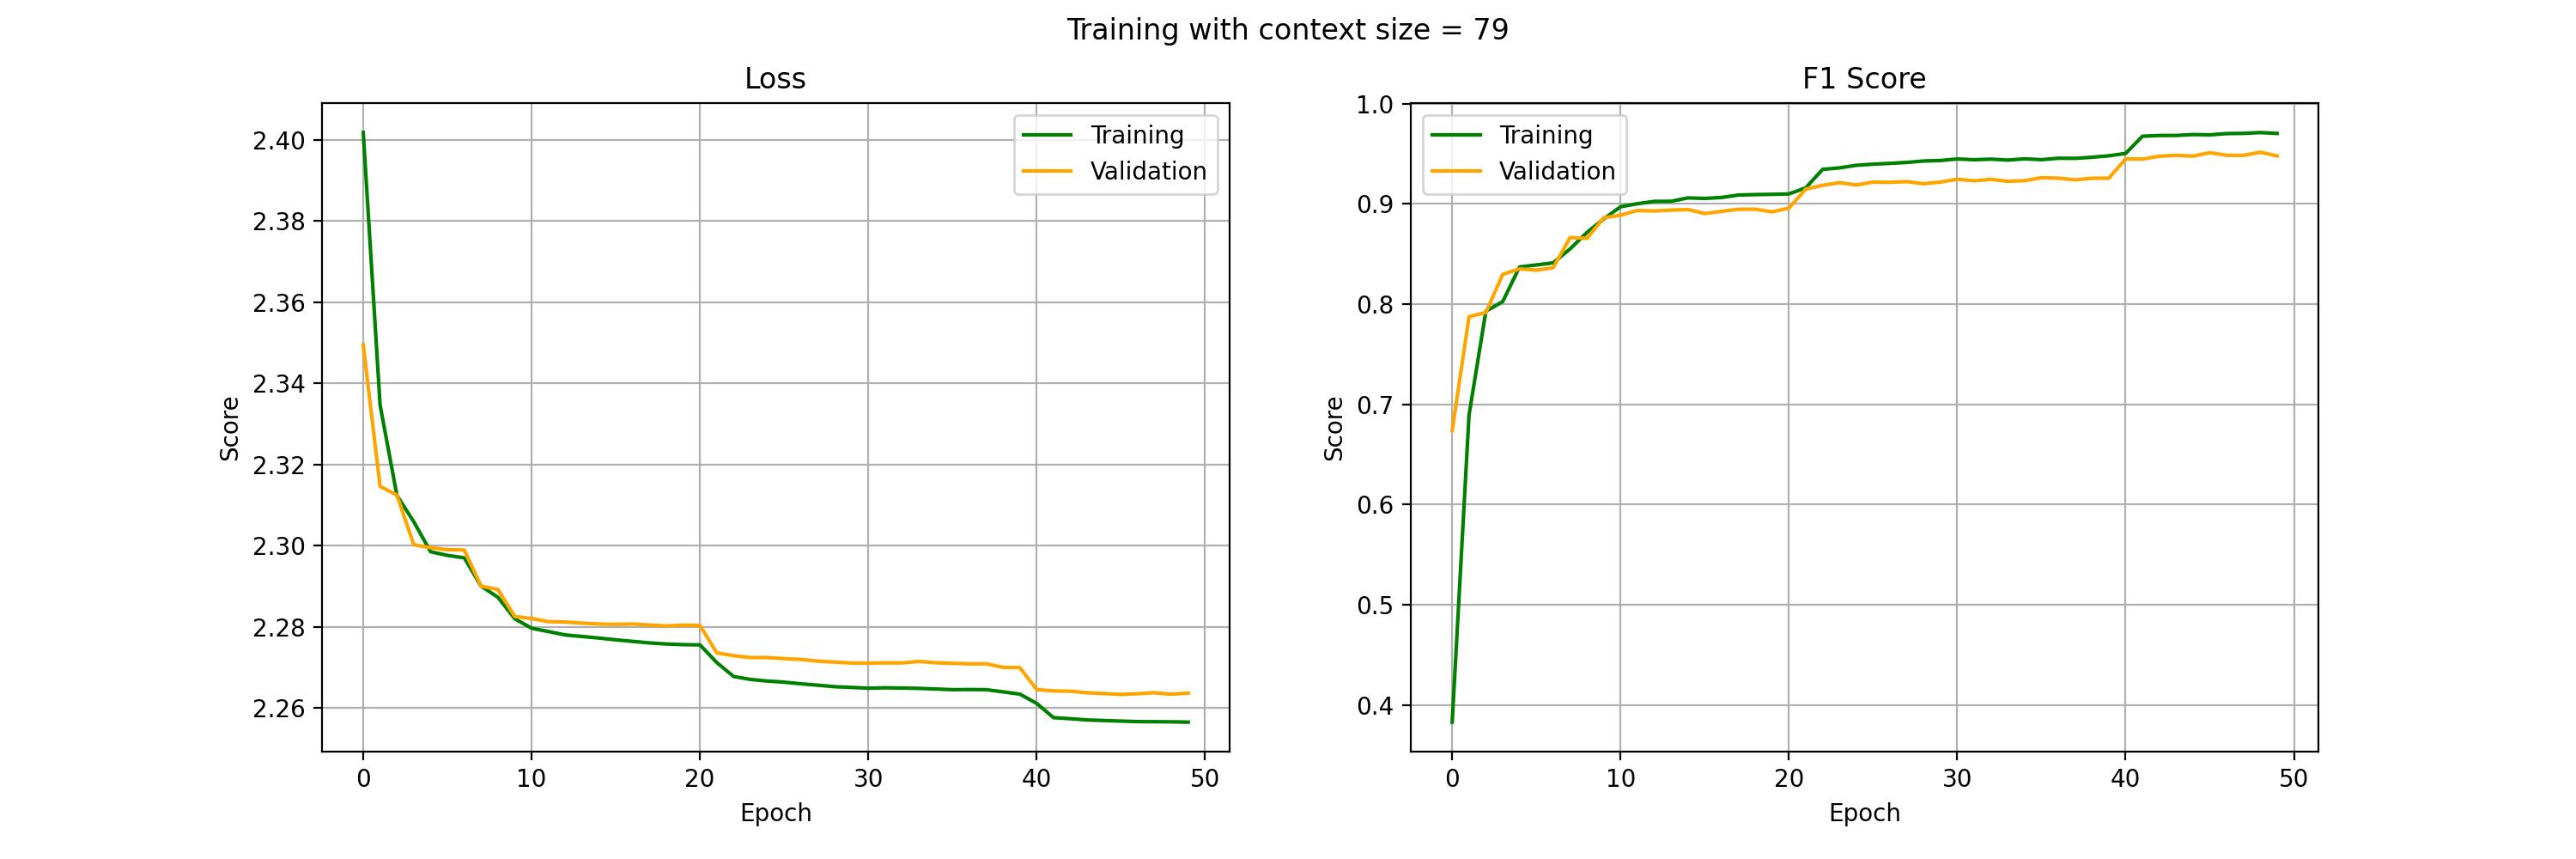 Training with context size = 79
Loss
2.40
2.38
2.36
2.34
2.32
2.30
2.28
2.26
Score
0 10 20 30 40 50
Epoch
Training
Validation
F1 Score
1.0
0.9
0.8
0.7
0.6
0.5
0.4
Score
0 10 20 30 40 50
Epoch
Training
Validation